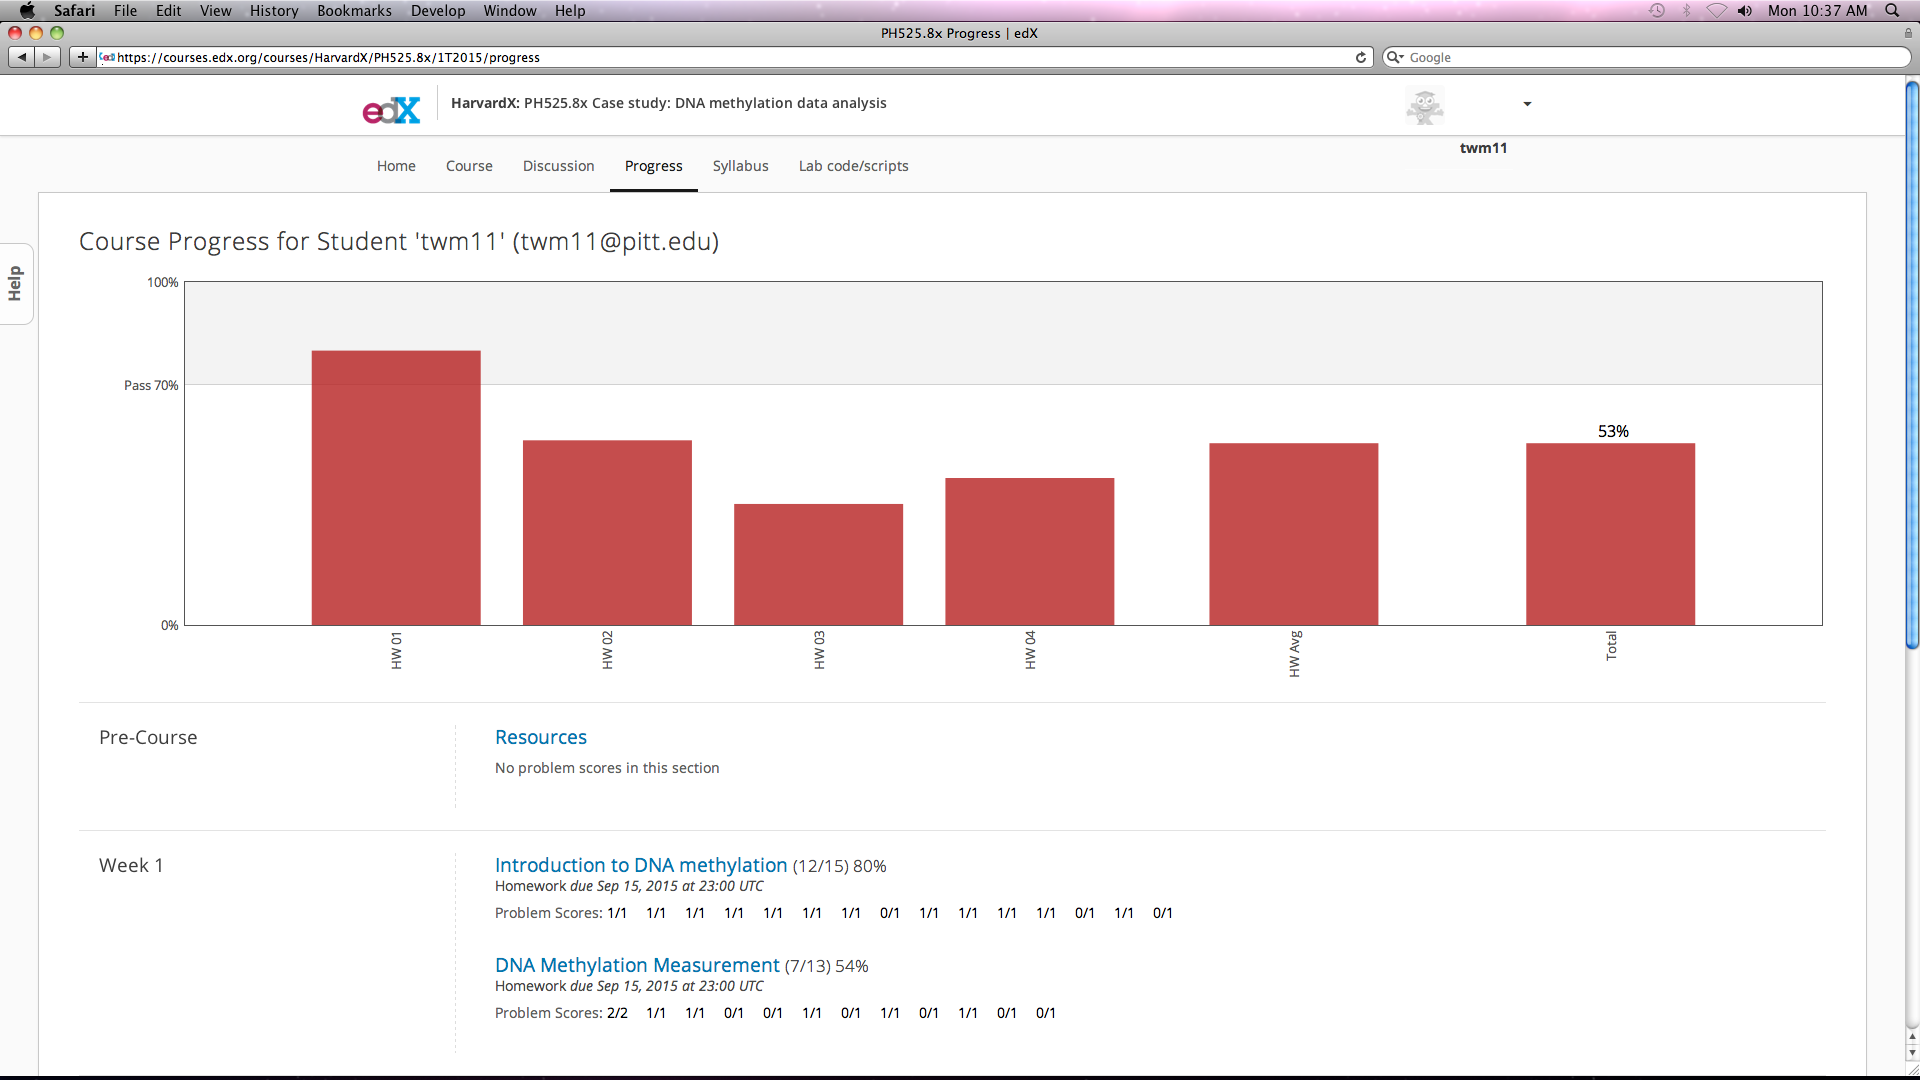 Safari File Edit View History Bookmarks Develop Window Help Mon 10:37 AM
PH525.8x Progress | edX
https://courses.edx.org/courses/HarvardX/PH525.8x/1T2015/progress Google
edX HarvardX: PH525.8x Case study: DNA methylation data analysis
twm11
Home Course Discussion Progress Syllabus Lab code/scripts
Help
Course Progress for Student 'twm11' (twm11@pitt.edu)
100%
Pass 70%
53%
0%
HW 01 HW 02 HW 03 HW 04 HW Avg Total
Pre-Course
Resources
No problem scores in this section
Week 1
Introduction to DNA methylation (12/15) 80%
Homework due Sep 15, 2015 at 23:00 UTC
Problem Scores: 1/1 1/1 1/1 1/1 1/1 1/1 1/1 0/1 1/1 1/1 1/1 1/1 0/1 1/1 0/1
DNA Methylation Measurement (7/13) 54%
Homework due Sep 15, 2015 at 23:00 UTC
Problem Scores: 2/2 1/1 1/1 0/1 0/1 1/1 0/1 1/1 0/1 1/1 0/1 0/1